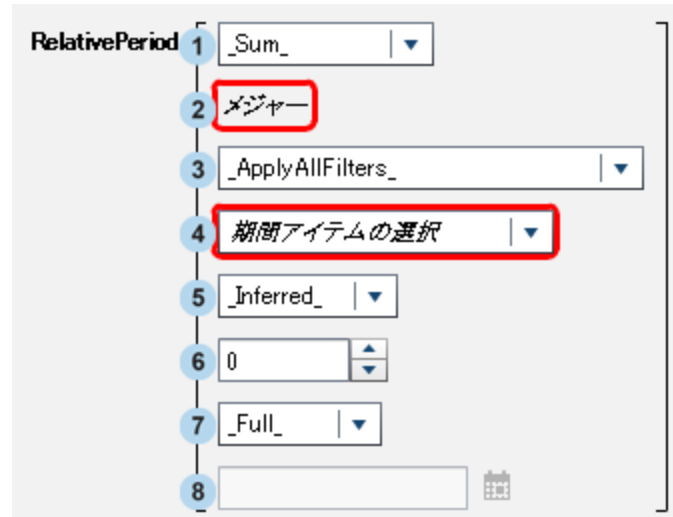 RelativePeriod 1 _Sum_
2 メジャー
3 _ApplyAllFilters_
4 期間アイテムの選択
5 _Inferred_
6 0
7 _Full_
8